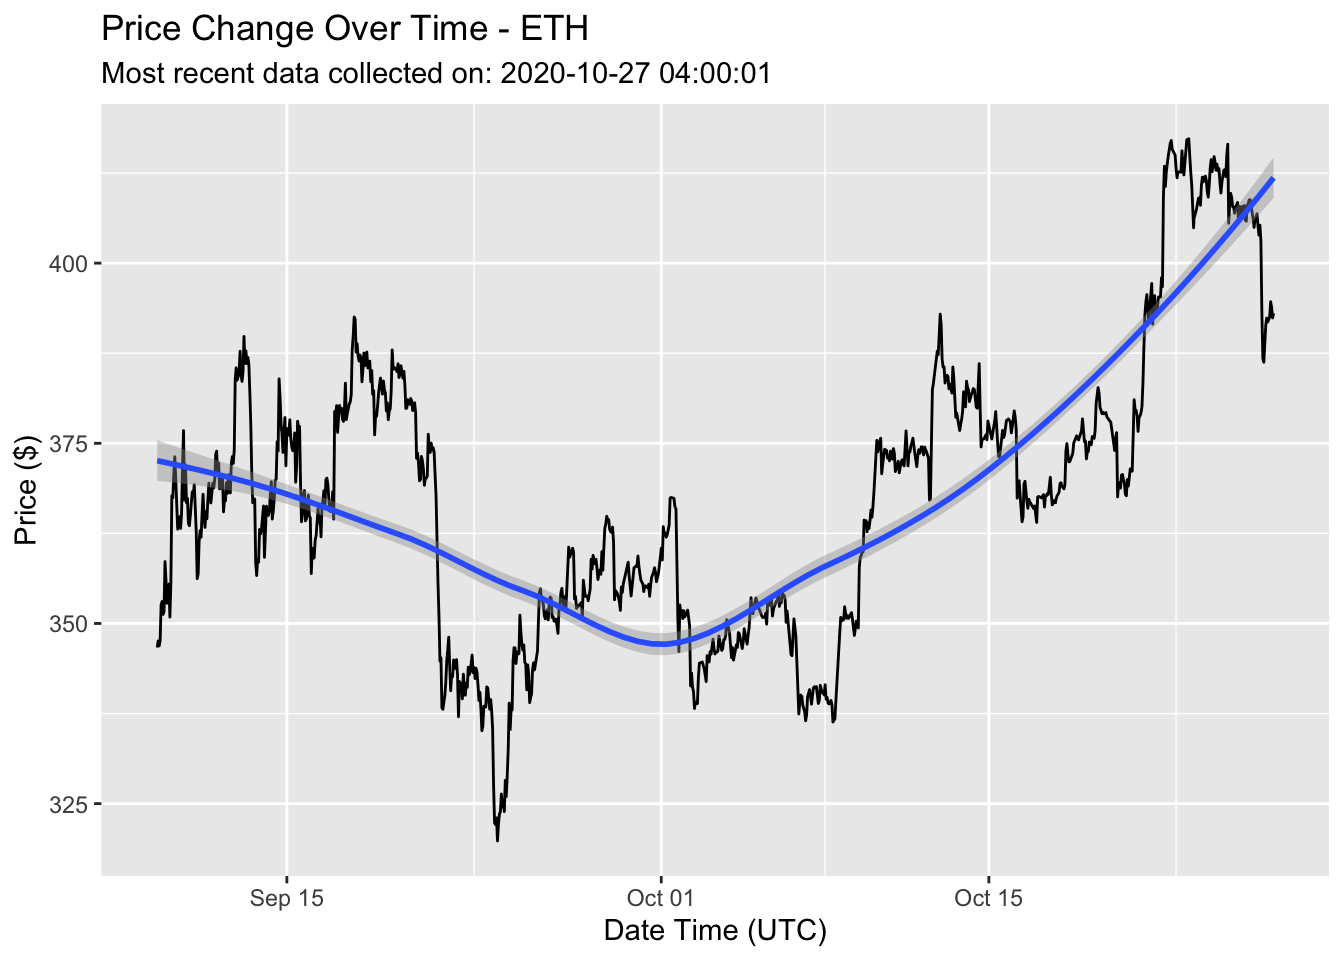 Price Change Over Time - ETH
Most recent data collected on: 2020-10-27 04:00:01
Price ($)
400
375
350
325
Sep 15
Oct 01
Oct 15
Date Time (UTC)